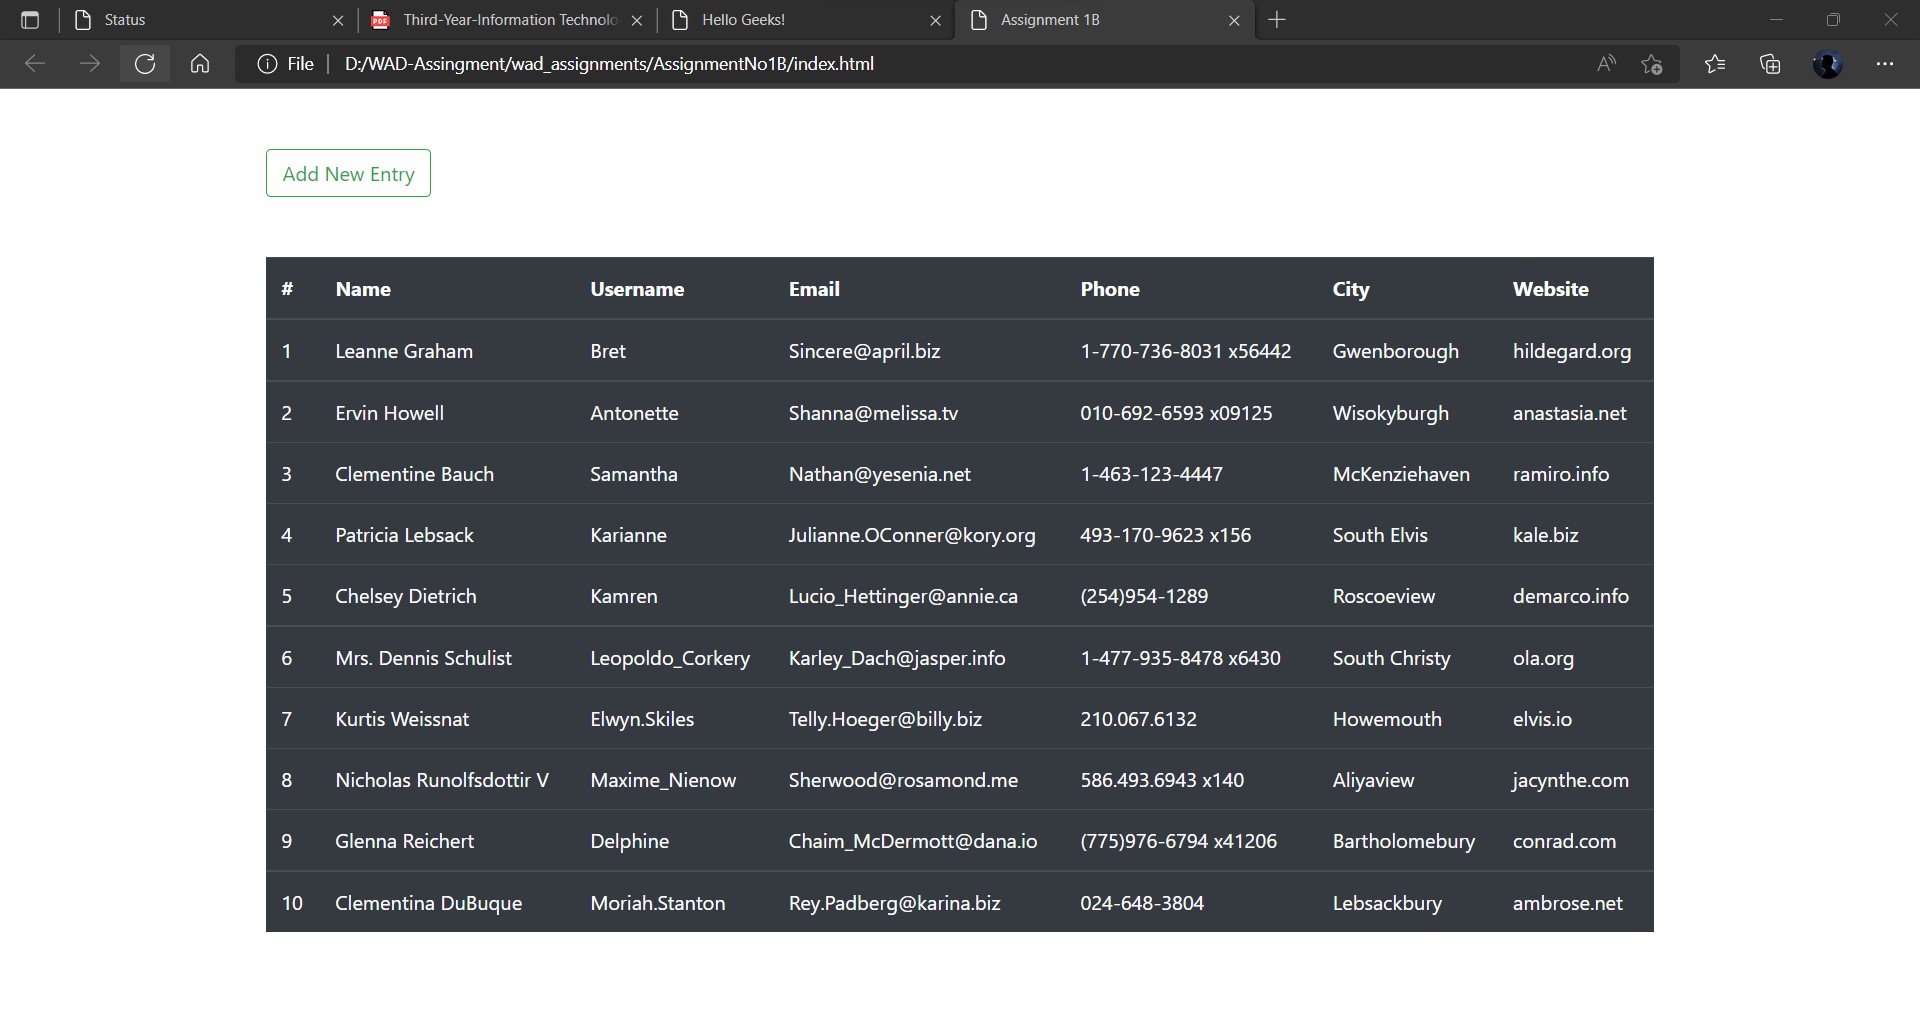 Status
Third-Year-Information Technolo
Hello Geeks!
Assignment 1B
File D:/WAD-Assingment/wad_assignments/AssignmentNo1B/index.html
Add New Entry
# Name Username Email Phone City Website
1 Leanne Graham Bret Sincere@april.biz 1-770-736-8031 x56442 Gwenborough hildegard.org
2 Ervin Howell Antonette Shanna@melissa.tv 010-692-6593 x09125 Wisokyburgh anastasia.net
3 Clementine Bauch Samantha Nathan@yesenia.net 1-463-123-4447 McKenziehaven ramiro.info
4 Patricia Lebsack Karianne Julianne.OConner@kory.org 493-170-9623 x156 South Elvis kale.biz
5 Chelsey Dietrich Kamren Lucio_Hettinger@annie.ca (254)954-1289 Roscoeview demarco.info
6 Mrs. Dennis Schulist Leopoldo_Corkery Karley_Dach@jasper.info 1-477-935-8478 x6430 South Christy ola.org
7 Kurtis Weissnat Elwyn.Skiles Telly.Hoeger@billy.biz 210.067.6132 Howemouth elvis.io
8 Nicholas Runolfsdottir V Maxime_Nienow Sherwood@rosamond.me 586.493.6943 x140 Aliyaview jacynthe.com
9 Glenna Reichert Delphine Chaim_McDermott@dana.io (775)976-6794 x41206 Bartholomebury conrad.com
10 Clementina DuBuque Moriah.Stanton Rey.Padberg@karina.biz 024-648-3804 Lebsackbury ambrose.net